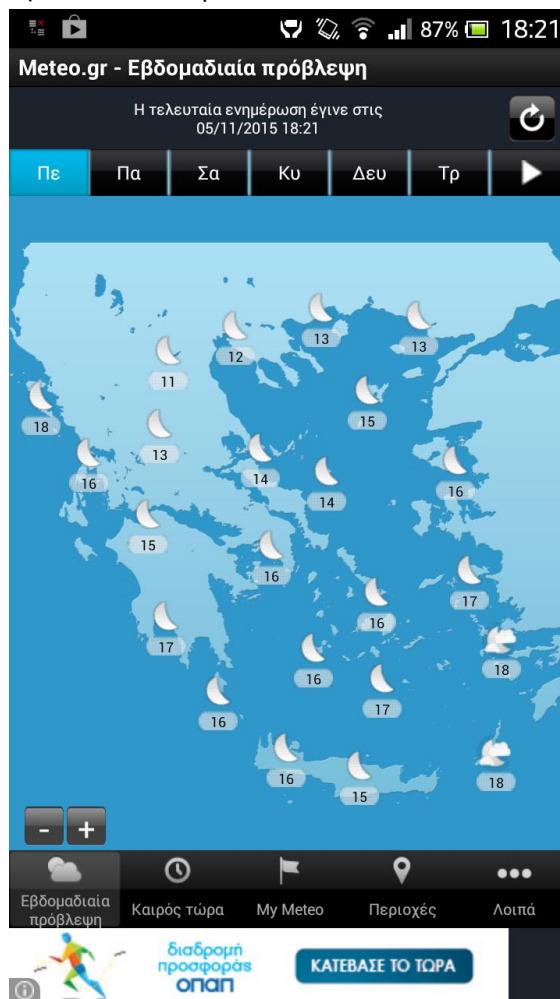 87% 18:21
Meteo.gr - Εβδομαδιαία πρόβλεψη
Η τελευταία ενημέρωση έγινε στις
05/11/2015 18:21
Πε Πα Σα Κυ Δευ Τρ
13
12
13
11
15
18
13
16
14
14
16
15
16
17
16
17
16
18
17
16
16
15
18
- +
Εβδομαδιαία πρόβλεψη
Καιρός τώρα
My Meteo
Περιοχές
Λοιπά
διαδρομή
προσφοράς
οπαπ
ΚΑΤΕΒΑΣΕ ΤΟ ΤΩΡΑ